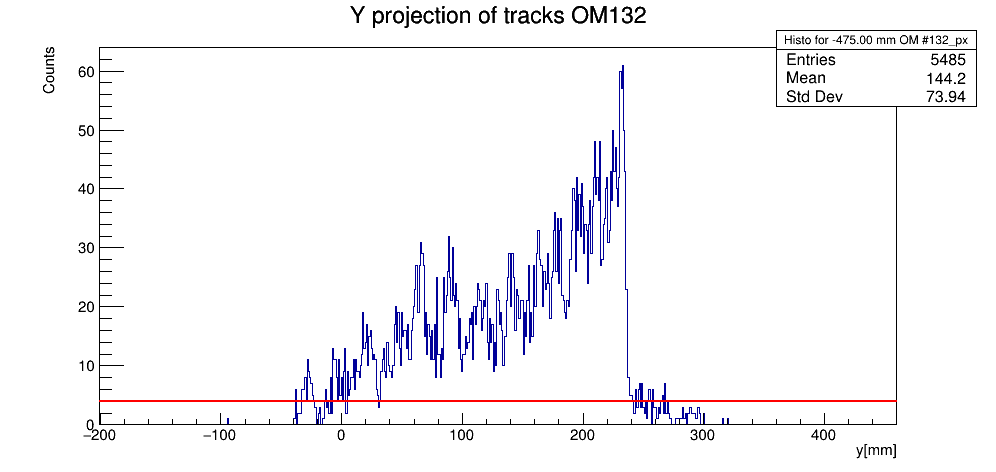 Y projection of tracks OM132
Histo for -475.00 mm OM #132_px
Entries 5485
Mean 144.2
Std Dev 73.94
Counts
60
50
40
30
20
10
0
−200 −100 0 100 200 300 400
y[mm]